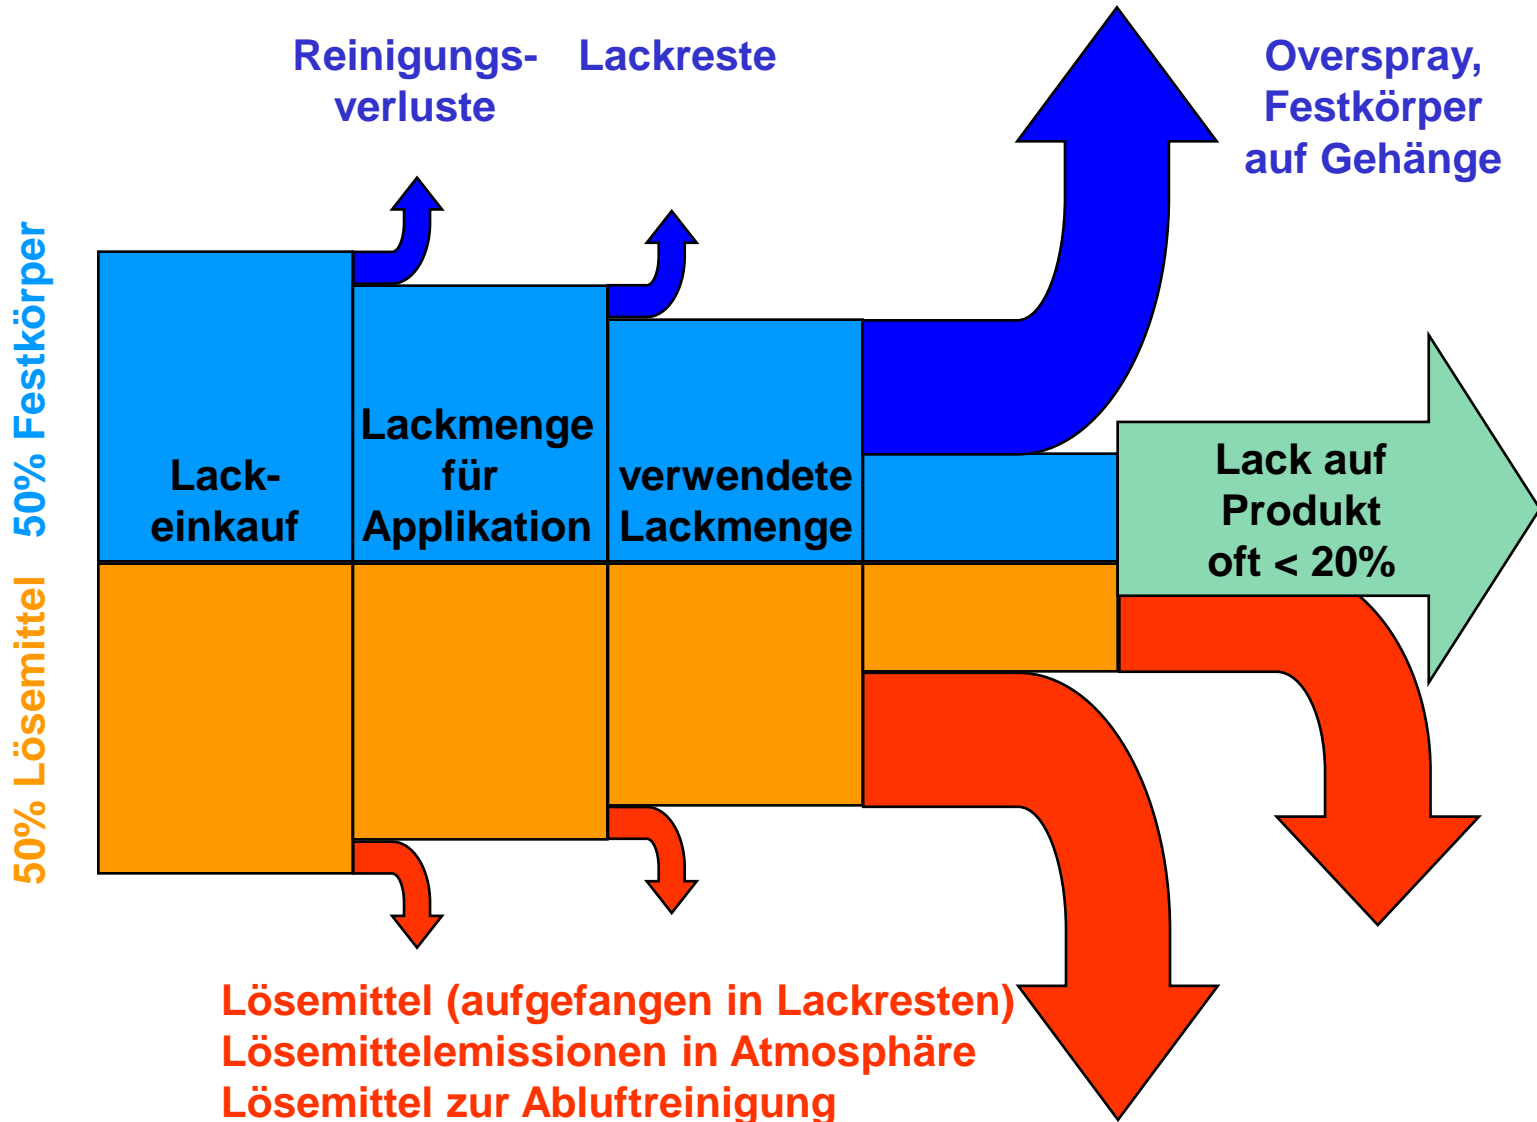 Reinigungs-
verluste
Lackreste
Overspray,
Festkörper
auf Gehänge
50% Festkörper
50% Lösemittel
Lack-
einkauf
Lackmenge
für
Applikation
verwendete
Lackmenge
Lack auf
Produkt
oft < 20%
Lösemittel (aufgefangen in Lackresten)
Lösemittelemissionen in Atmosphäre
Lösemittel zur Abluftreinigung